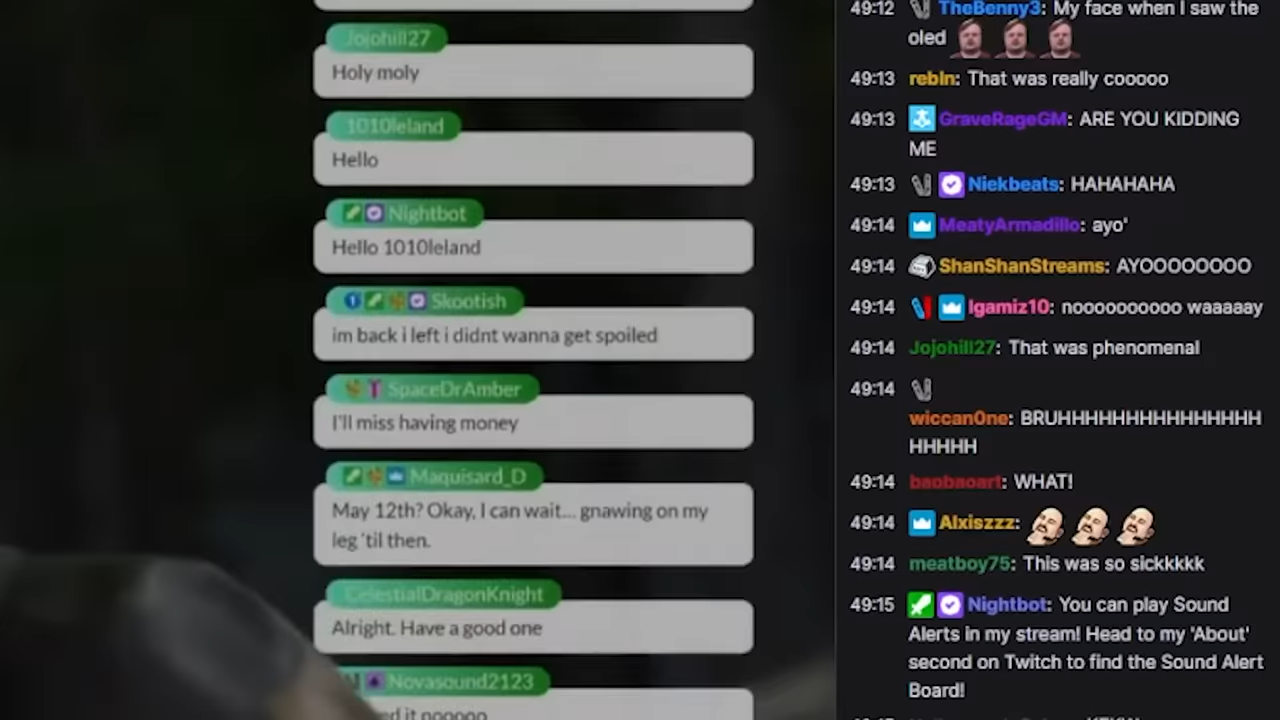 Jojohill27
Holy moly
1010leland
Hello
Nightbot
Hello 1010leland
Skootish
im back i left i didnt wanna get spoiled
SpaceDrAmber
I'll miss having money
Maquisard_D
May 12th? Okay, I can wait... gnawing on my
leg 'til then.
CelestialDragonKnight
Alright. Have a good one
Novasound2123
49:12 TheBenny3: My face when I saw the
oled
49:13 rebln: That was really cooooo
49:13 GraveRageGM: ARE YOU KIDDING
ME
49:13 Niekbeats: HAHAHAHA
49:14 MeatyArmadillo: ayo'
49:14 ShanShanStreams: AYOOOOOOOO
49:14 Igamiz10: noooooooooo waaaaay
49:14 Jojohill27: That was phenomenal
49:14
wiccan0ne: BRUHHHHHHHHHHHHHHH
HHHHH
49:14 baobaoart: WHAT!
49:14 Alxiszzz:
49:14 meatboy75: This was so sickkkkk
49:15 Nightbot: You can play Sound
Alerts in my stream! Head to my 'About'
second on Twitch to find the Sound Alert
Board!